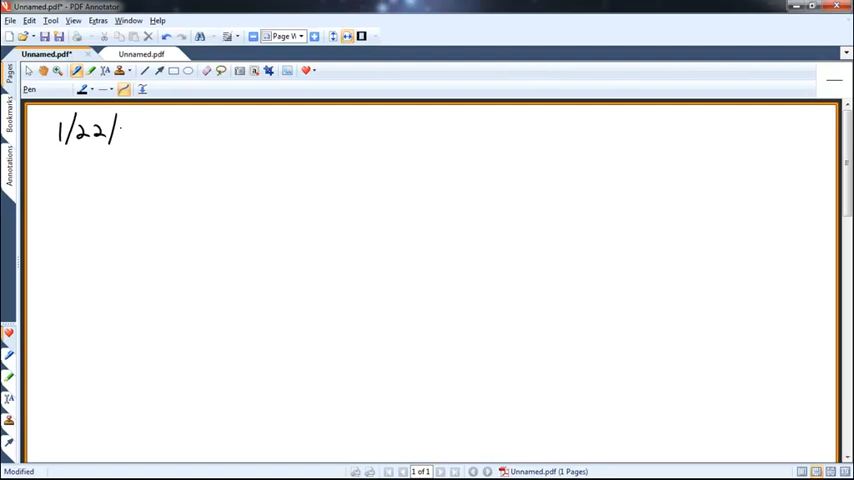 Unnamed.pdf* - PDF Annotator
File Edit Tool View Extras Window Help
Page W
Unnamed.pdf* Unnamed.pdf
Pen
Pages
Bookmarks
Annotations
1/22/
Modified
1 of 1
Unnamed.pdf (1 Pages)